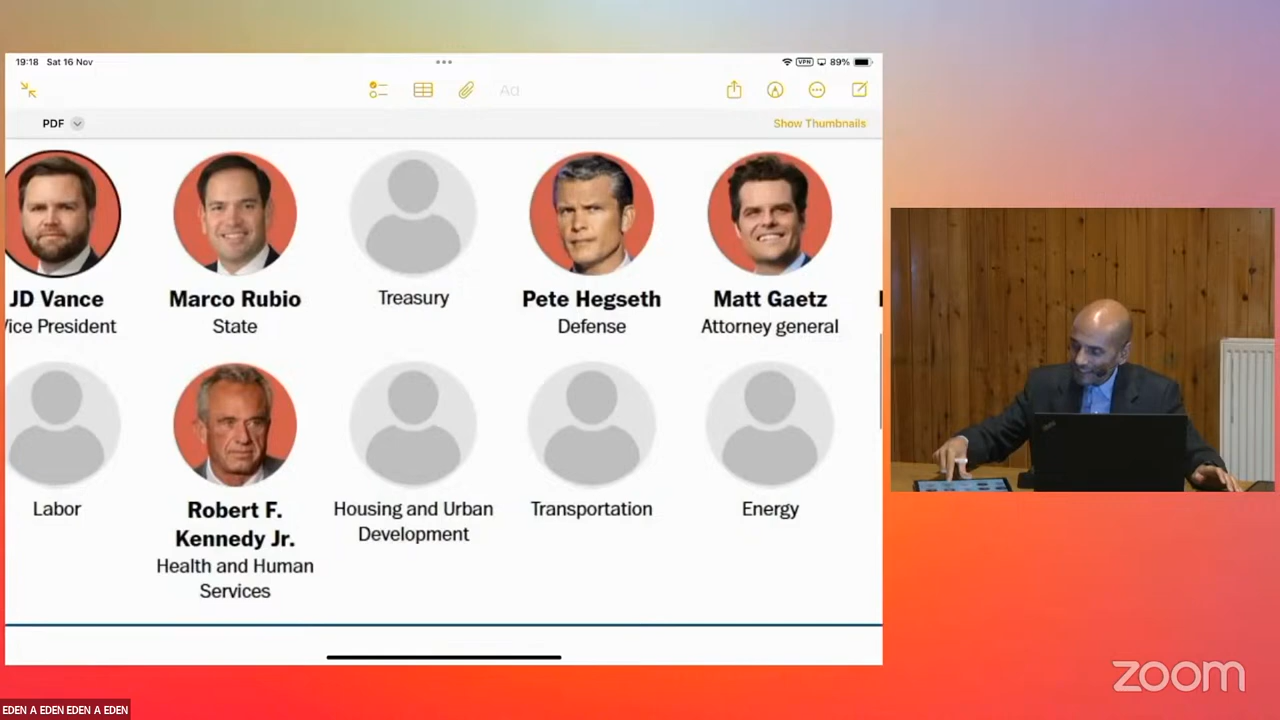 19:18 Sat 16 Nov
VPN 89%
Aa
PDF
Show Thumbnails
JD Vance
Vice President
Marco Rubio
State
Treasury
Pete Hegseth
Defense
Matt Gaetz
Attorney general
Labor
Robert F.
Kennedy Jr.
Health and Human
Services
Housing and Urban
Development
Transportation
Energy
zoom
EDEN A EDEN EDEN A EDEN